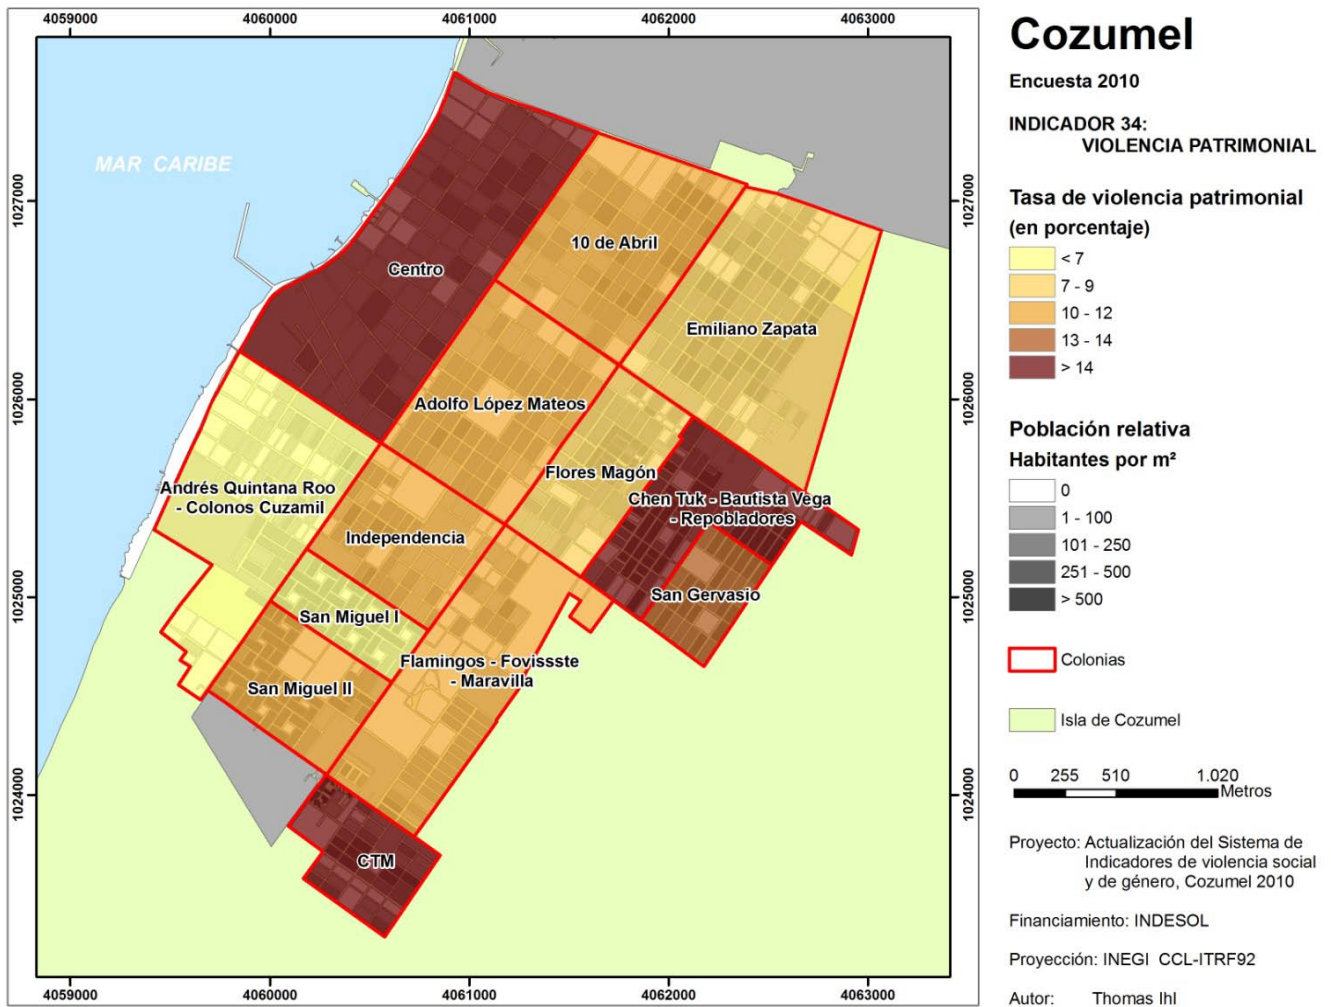 4059000
4060000
4061000
4062000
4063000
1027000
1026000
1025000
1024000
1027000
1026000
1025000
1024000
4059000
4060000
4061000
4062000
4063000
MAR CARIBE
Centro
10 de Abril
Emiliano Zapata
Adolfo López Mateos
Flores Magón
Chen Tuk - Bautista Vega
- Repobladores
Andrés Quintana Roo
- Colonos Cuzamil
Independencia
San Gervasio
San Miguel I
Flamingos - Fovissste
- Maravilla
San Miguel II
CTM
Cozumel
Encuesta 2010
INDICADOR 34:
VIOLENCIA PATRIMONIAL
Tasa de violencia patrimonial
(en porcentaje)
< 7
7 - 9
10 - 12
13 - 14
> 14
Población relativa
Habitantes por m²
0
1 - 100
101 - 250
251 - 500
> 500
Colonias
Isla de Cozumel
0 255 510 1.020
Metros
Proyecto: Actualización del Sistema de
Indicadores de violencia social
y de género, Cozumel 2010
Financiamiento: INDESOL
Proyección: INEGI CCL-ITRF92
Autor: Thomas Ihl